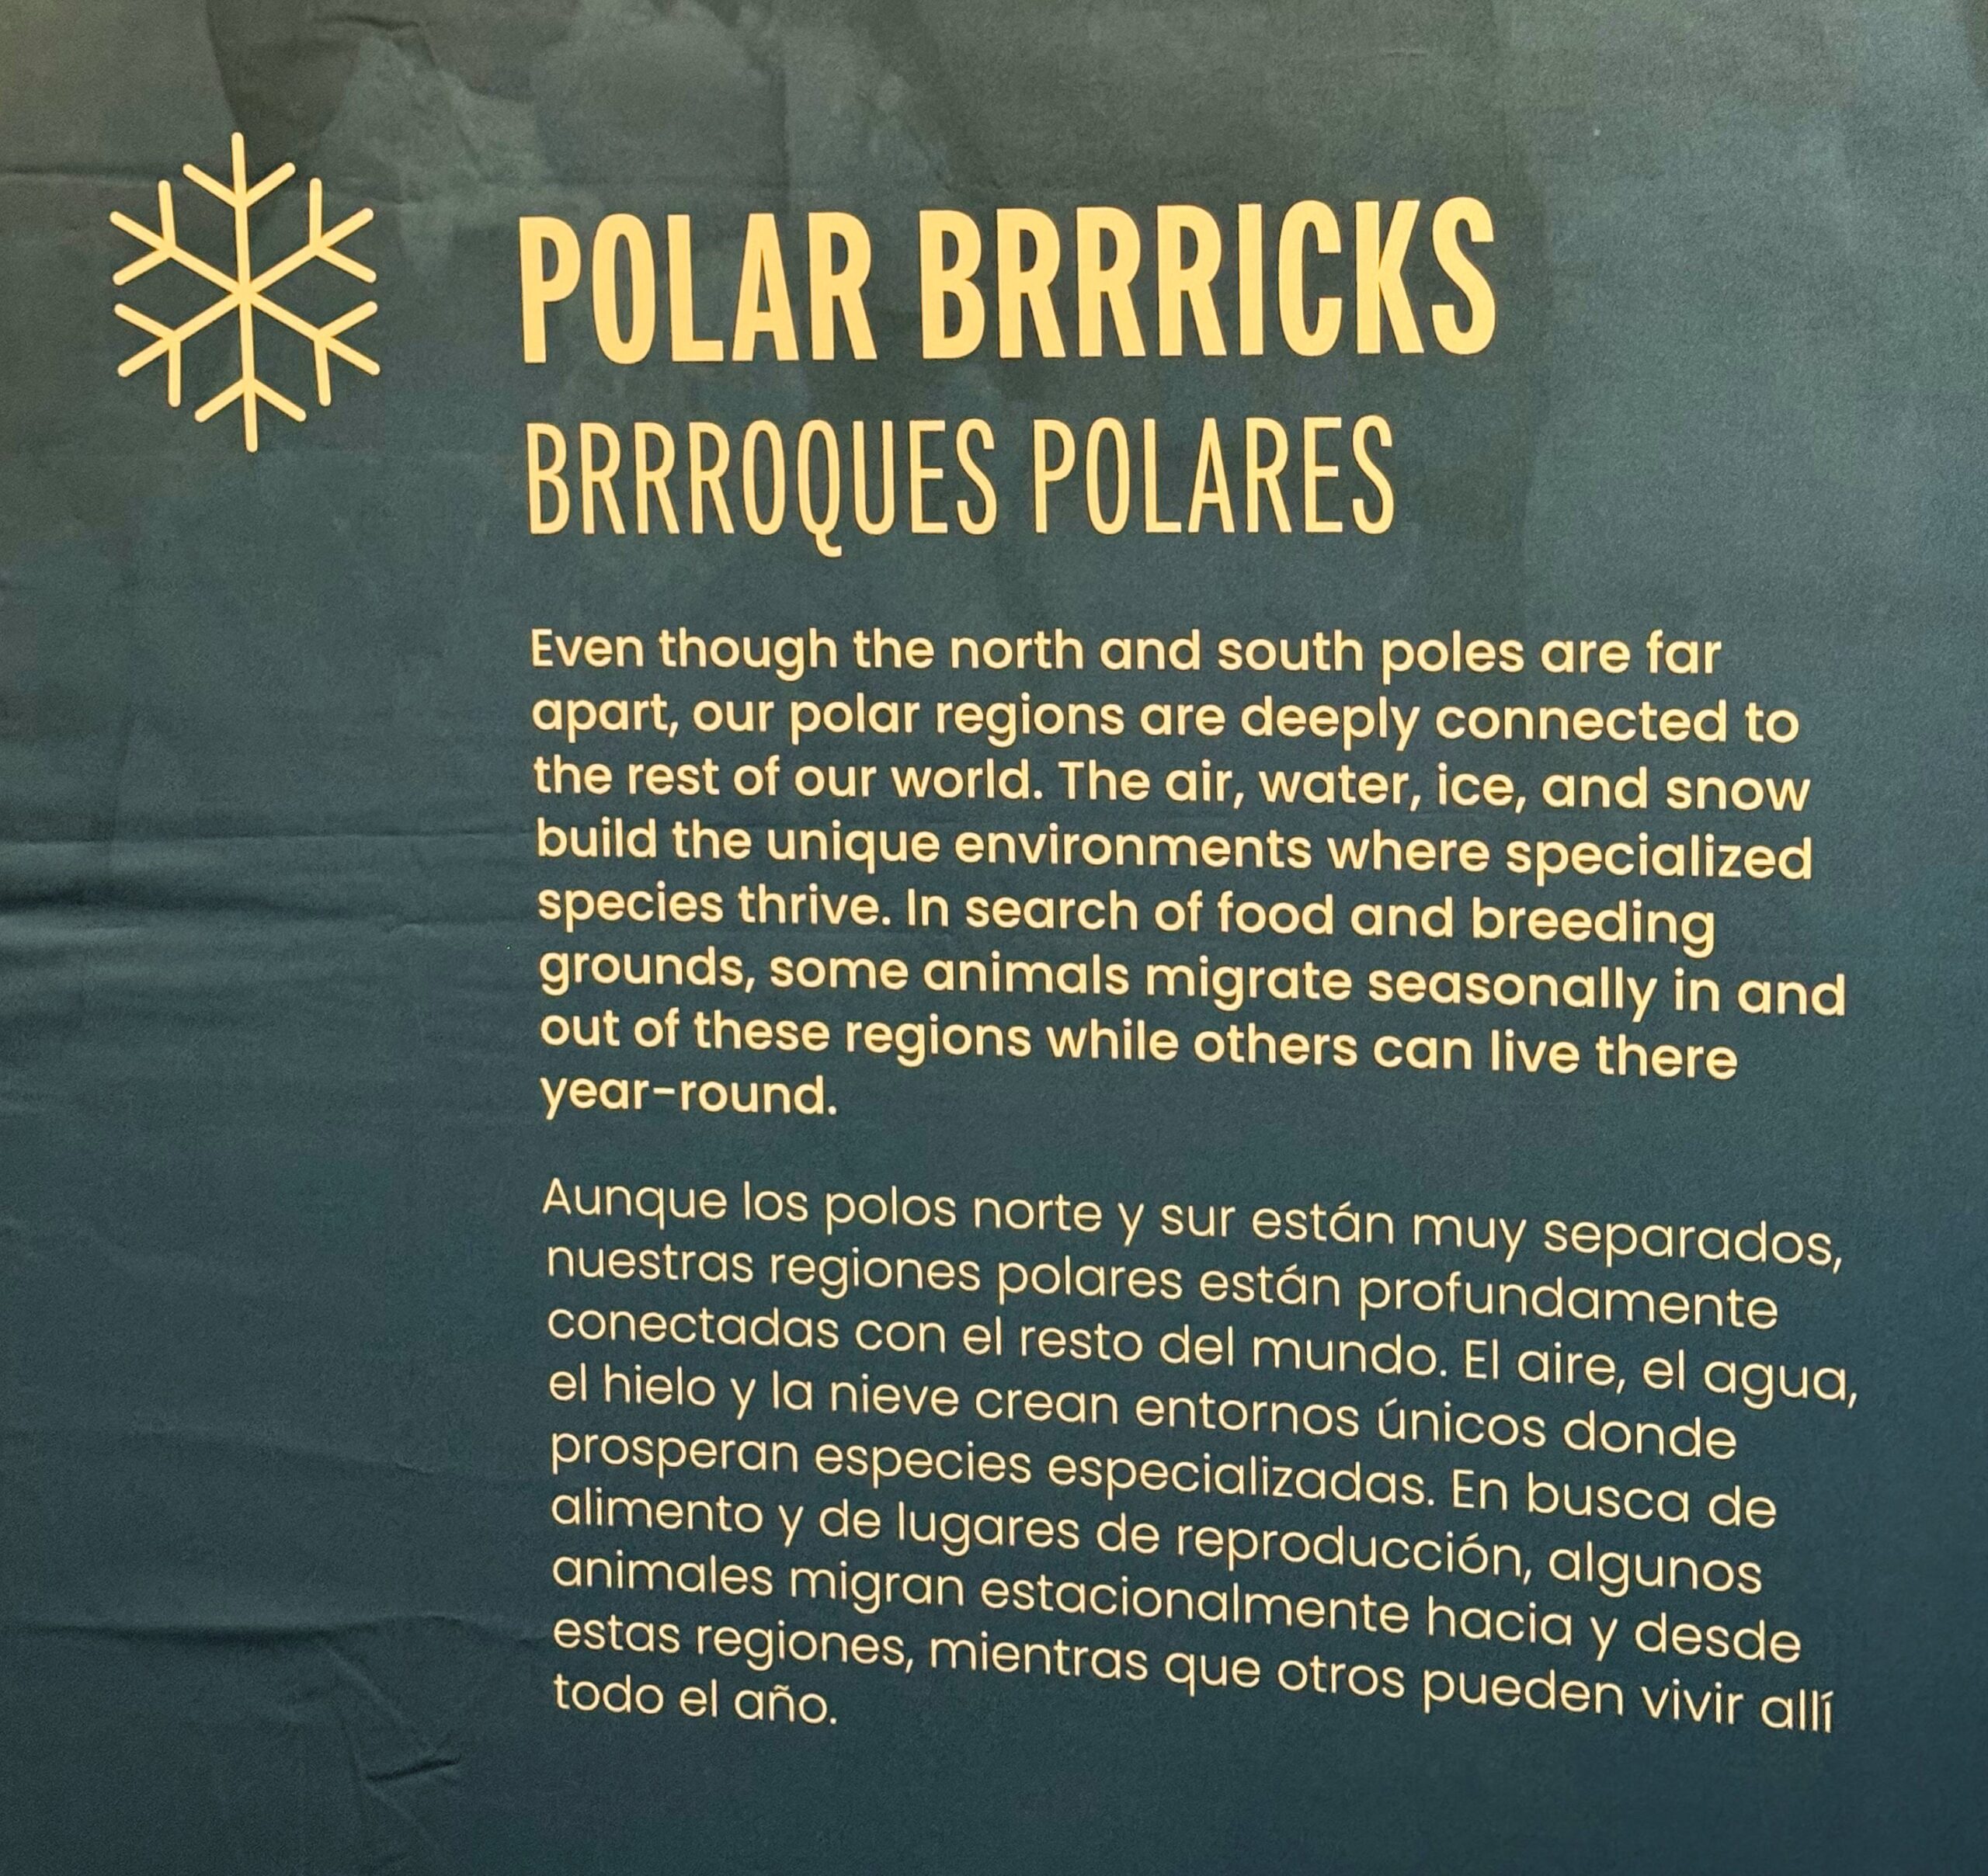 POLAR BRRRICKS
BRRROQUES POLARES
Even though the north and south poles are far
apart, our polar regions are deeply connected to
the rest of our world. The air, water, ice, and snow
build the unique environments where specialized
species thrive. In search of food and breeding
grounds, some animals migrate seasonally in and
out of these regions while others can live there
year-round.
Aunque los polos norte y sur están muy separados,
nuestras regiones polares están profundamente
conectadas con el resto del mundo. El aire, el agua,
el hielo y la nieve crean entornos únicos donde
prosperan especies especializadas. En busca de
alimento y de lugares de reproducción, algunos
animales migran estacionalmente hacia y desde
estas regiones, mientras que otros pueden vivir allí
todo el año.